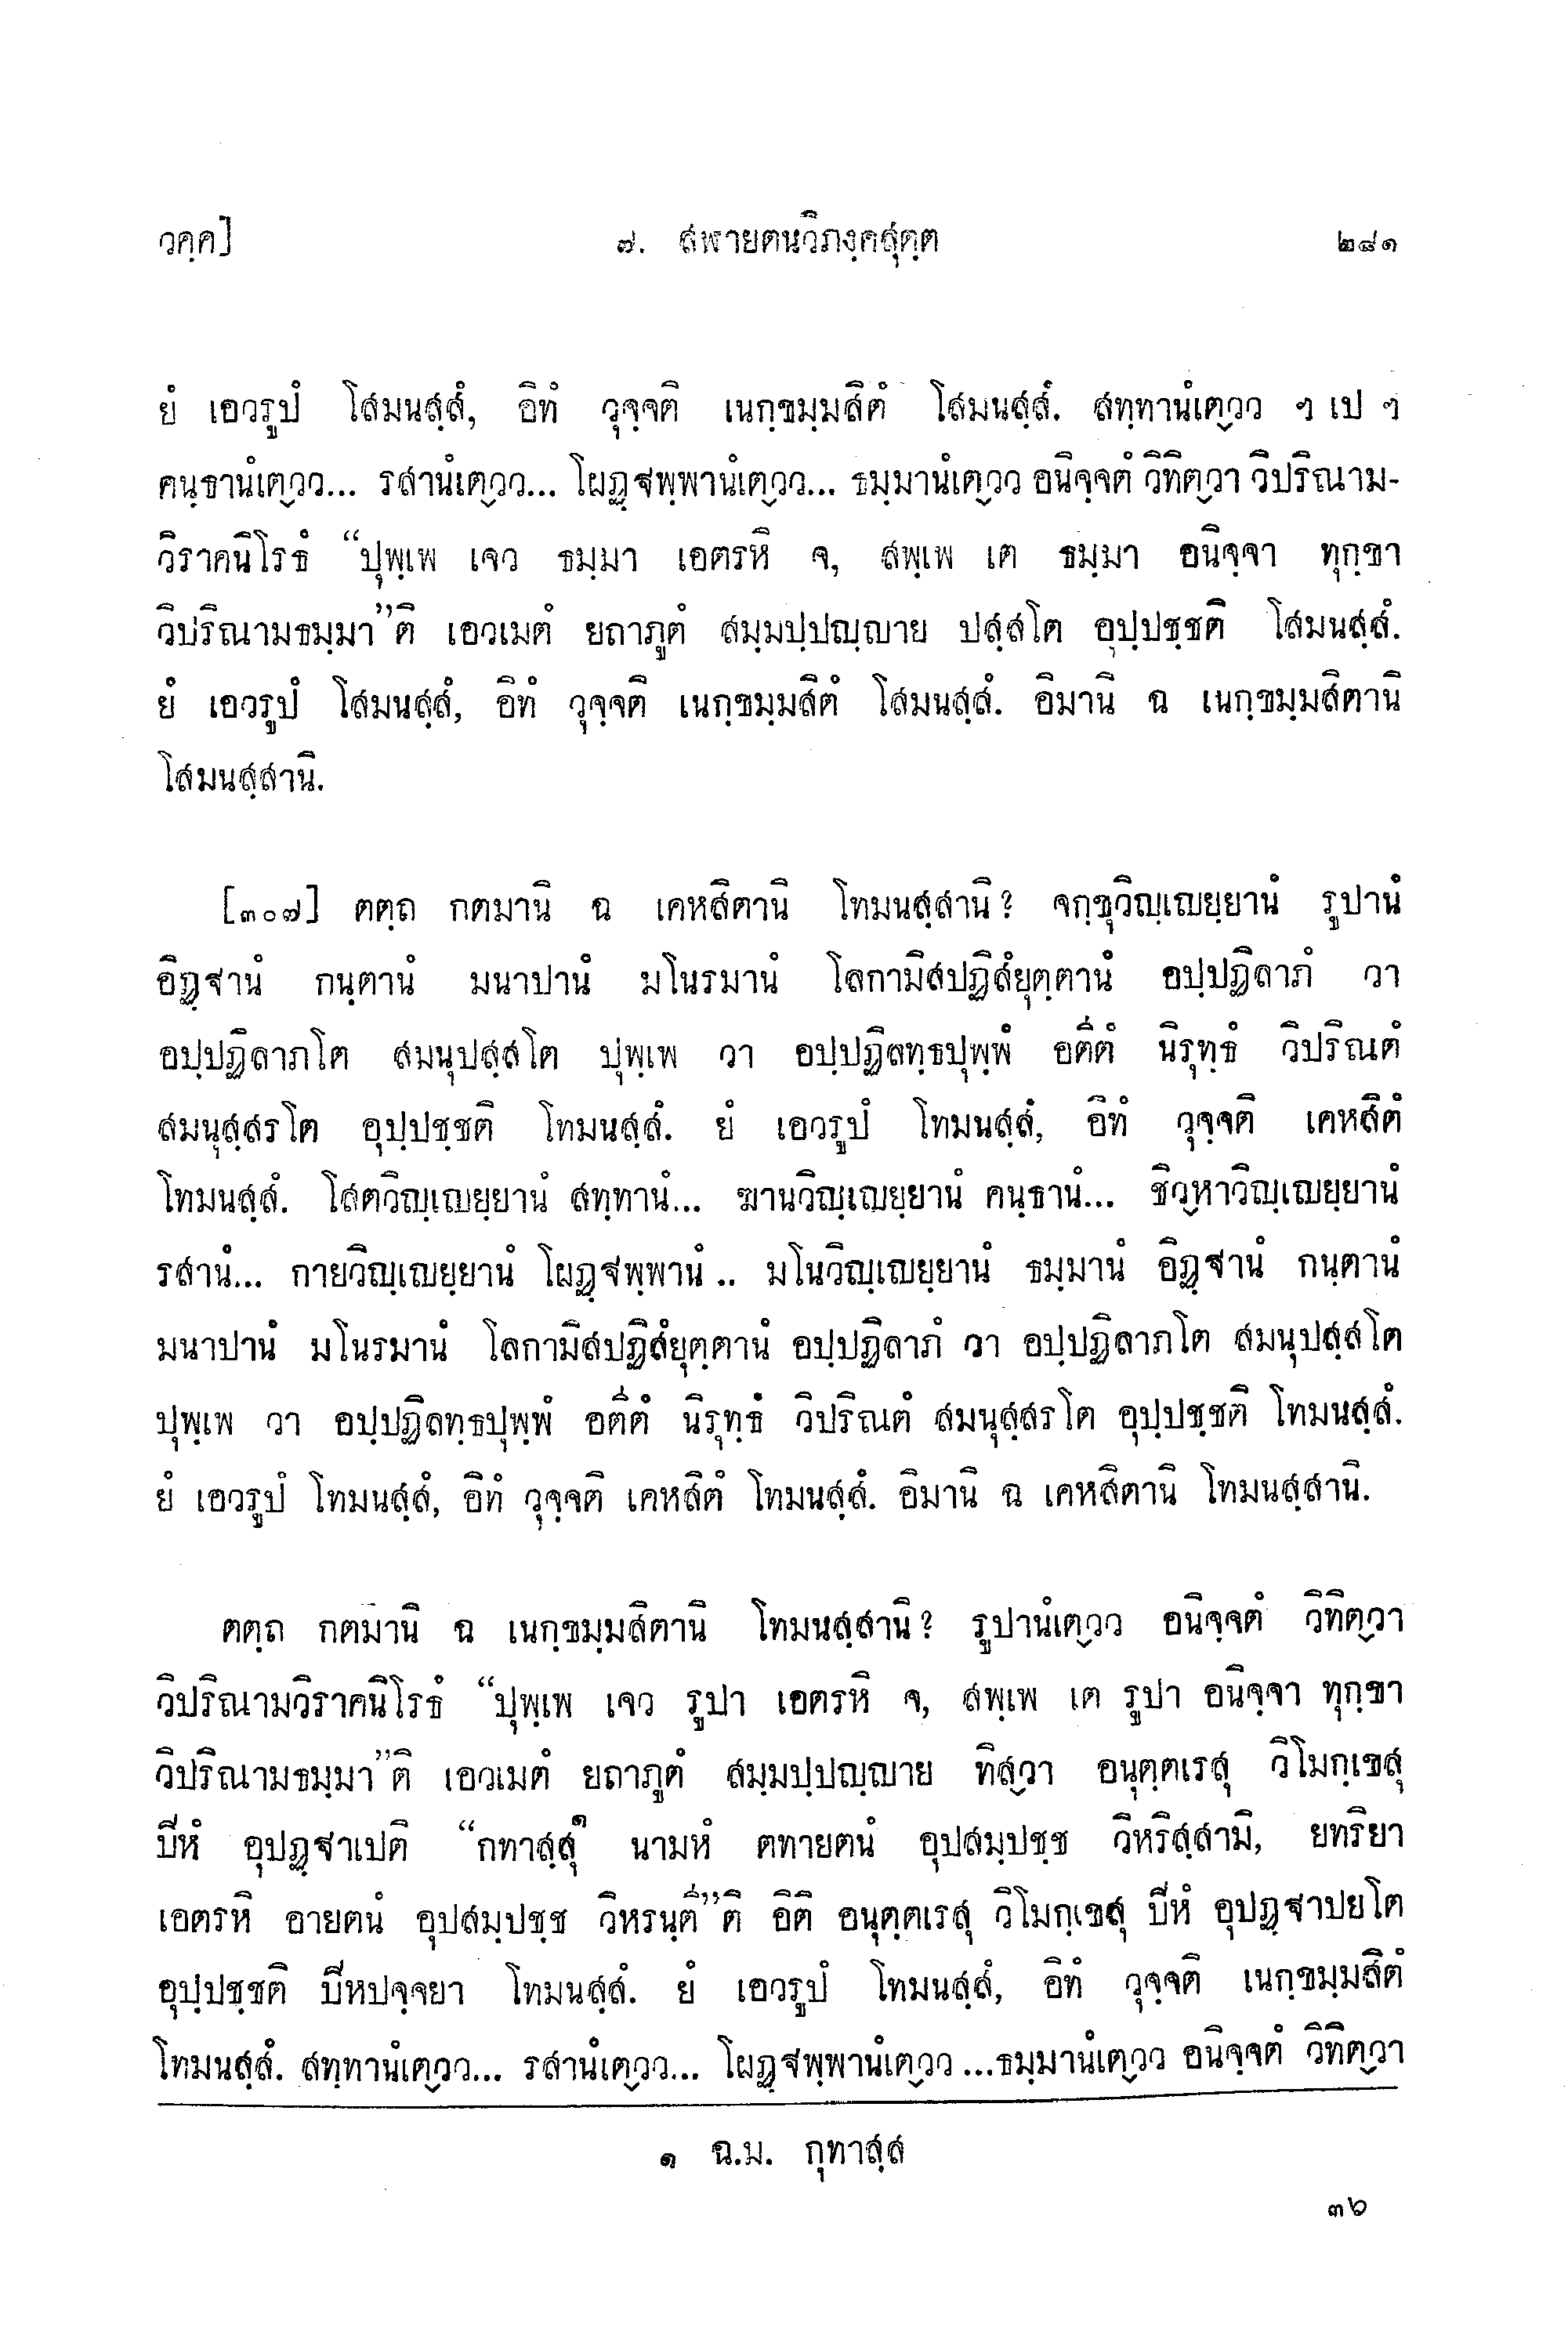 วคฺค]	๗. สฬายตนวิภงฺคสุตฺต	๒๘๑
ยํ เอวรูปํ โสมนสฺสํ, อิทํ วุจฺจติ เนกฺขมฺมสิตํ โสมนสฺสํ. สทฺทานํเตฺวว ฯ เป ฯ
คนฺธานํเตฺวว... รสานํเตฺวว... โผฏฺฐพฺพานํเตฺวว... ธมฺมานํเตฺวว อนิจฺจตํ วิทิตฺวา วิปริณาม-
วิราคนิโรธํ “ปุพฺเพ เจว ธมฺมา เอตรหิ จ, สพฺเพ เต ธมฺมา อนิจฺจา ทุกฺขา
วิปริณามธมฺมา”ติ เอวเมตํ ยถาภูตํ สมฺมปฺปญฺญาย ปสฺสโต อุปฺปชฺชติ โสมนสฺสํ.
ยํ เอวรูปํ โสมนสฺสํ, อิทํ วุจฺจติ เนกฺขมฺมสิตํ โสมนสฺสํ. อิมานิ ฉ เนกฺขมฺมสิตานิ
โสมนสฺสานิ.
[๓๐๗] ตตฺถ กตมานิ ฉ เคหสิตานิ โทมนสฺสานิ? จกฺขุวิญฺเญยฺยานํ รูปานํ
อิฏฺฐานํ กนฺตานํ มนาปานํ มโนรมานํ โลกามิสปฏิสํยุตฺตานํ อปฺปฏิลาภํ วา
อปฺปฏิลาภโต สมนุปสฺสโต ปุพฺเพ วา อปฺปฏิลทฺธปุพฺพํ อตีตํ นิรุทฺธํ วิปริณตํ
สมนุสฺสรโต อุปฺปชฺชติ โทมนสฺสํ. ยํ เอวรูปํ โทมนสฺสํ, อิทํ วุจฺจติ เคหสิตํ
โทมนสฺสํ. โสตวิญฺเญยฺยานํ สทฺทานํ... ฆานวิญฺเญยฺยานํ คนฺธานํ... ชิวฺหาวิญฺเญยฺยานํ
รสานํ... กายวิญฺเญยฺยานํ โผฏฺฐพฺพานํ.. มโนวิญฺเญยฺยานํ ธมฺมานํ อิฏฺฐานํ กนฺตานํ
มนาปานํ มโนรมานํ โลกามิสปฏิสํยุตฺตานํ อปฺปฏิลาภํ วา อปฺปฏิลาภโต สมนุปสฺสโต
ปุพฺเพ วา อปฺปฏิลทฺธปุพฺพํ อตีตํ นิรุทฺธํ วิปริณตํ สมนุสฺสรโต อุปฺปชฺชติ โทมนสฺสํ.
ยํ เอวรูปํ โทมนสฺสํ, อิทํ วุจฺจติ เคหสิตํ โทมนสฺสํ. อิมานิ ฉ เคหสิตานิ โทมนสฺสานิ.
ตตฺถ กตมานิ ฉ เนกฺขมฺมสิตานิ โทมนสฺสานิ? รูปานํเตฺวว อนิจฺจตํ วิทิตฺวา
วิปริณามวิราคนิโรธํ “ปุพฺเพ เจว รูปา เอตรหิ จ, สพฺเพ เต รูปา อนิจฺจา ทุกฺขา
วิปริณามธมฺมา”ติ เอวเมตํ ยถาภูตํ สมฺมปฺปญฺญาย ทิสฺวา อนุตฺตเรสุ วิโมกฺเขสุ
ปีหํ อุปฏฺฐาเปติ “กทาสฺสุ๑ นามหํ ตทายตนํ อุปสมฺปชฺช วิหริสฺสามิ, ยทริยา
เอตรหิ อายตนํ อุปสมฺปชฺช วิหรนฺตี”ติ อิติ อนุตฺตเรสุ วิโมกฺเขสุ ปีหํ อุปฏฺฐาปยโต
อุปฺปชฺชติ ปีหปจฺจยา โทมนสฺสํ. ยํ เอวรูปํ โทมนสฺสํ, อิทํ วุจฺจติ เนกฺขมฺมสิตํ
โทมนสฺสํ. สทฺทานํเตฺวว... รสานํเตฺวว... โผฏฺฐพฺพานํเตฺวว ...ธมฺมานํเตฺวว อนิจฺจตํ วิทิตฺวา
๑ ฉ.ม. กุทาสฺส
๓๖